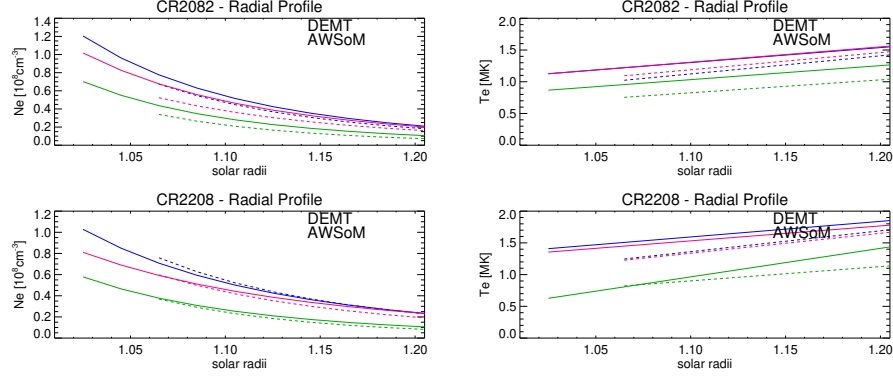 CR2082 - Radial Profile
DEMT
AWSoM
Ne [10⁸cm⁻³]
1.4
1.2
1.0
0.8
0.6
0.4
0.2
0.0
1.05 1.10 1.15 1.20
solar radii
CR2082 - Radial Profile
DEMT
AWSoM
Te [MK]
2.0
1.5
1.0
0.5
0.0
1.05 1.10 1.15 1.20
solar radii
CR2208 - Radial Profile
DEMT
AWSoM
Ne [10⁸cm⁻³]
1.2
1.0
0.8
0.6
0.4
0.2
0.0
1.05 1.10 1.15 1.20
solar radii
CR2208 - Radial Profile
DEMT
AWSoM
Te [MK]
2.0
1.5
1.0
0.5
0.0
1.05 1.10 1.15 1.20
solar radii